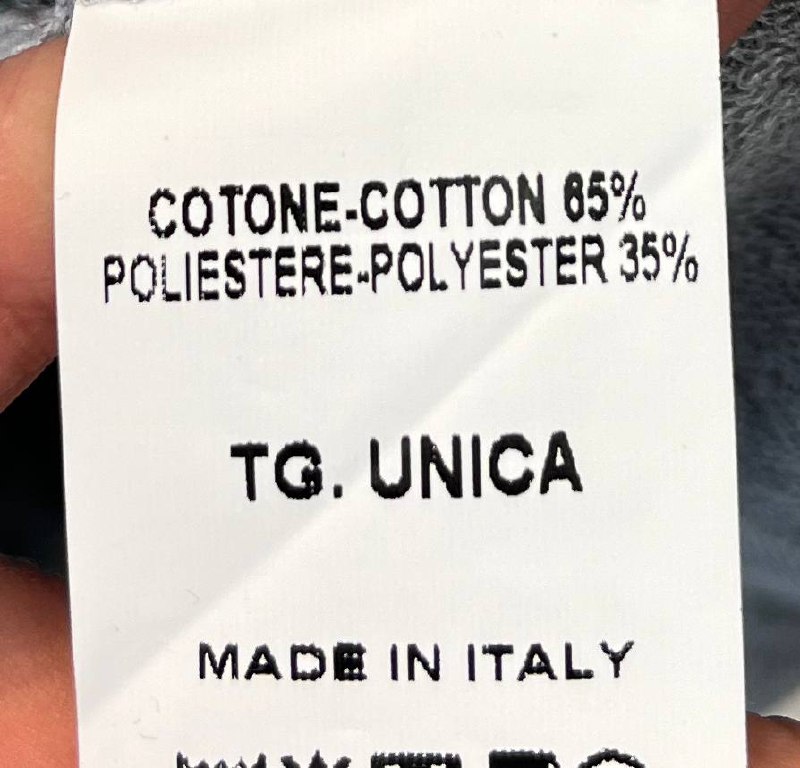 COTONE-COTTON 65%
POLIESTERE-POLYESTER 35%
TG. UNICA
MADE IN ITALY